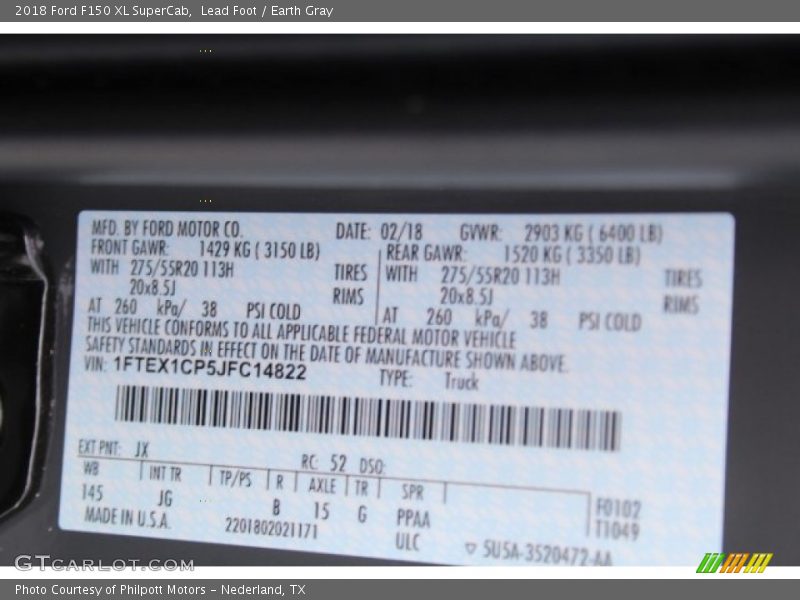 2018 Ford F150 XL SuperCab, Lead Foot / Earth Gray
MFD. BY FORD MOTOR CO. DATE: 02/18 GVWR: 2903 KG ( 6400 LB)
FRONT GAWR: 1429 KG ( 3150 LB) REAR GAWR: 1520 KG ( 3350 LB)
WITH 275/55R20 113H TIRES WITH 275/55R20 113H TIRES
20x8.5J RIMS 20x8.5J RIMS
AT 260 kPa/ 38 PSI COLD AT 260 kPa/ 38 PSI COLD
THIS VEHICLE CONFORMS TO ALL APPLICABLE FEDERAL MOTOR VEHICLE
SAFETY STANDARDS IN EFFECT ON THE DATE OF MANUFACTURE SHOWN ABOVE.
VIN: 1FTEX1CP5JFC14822 TYPE: Truck
EXT PNT: JX RC: 52 DSO:
WB INT TR TP/PS R AXLE TR SPR
145 JG B 15 G PPAA F0102
T1049
MADE IN U.S.A. 2201802021171 ULC SU5A-3520472-AA
GTCARLOT.COM
Photo Courtesy of Philpott Motors - Nederland, TX